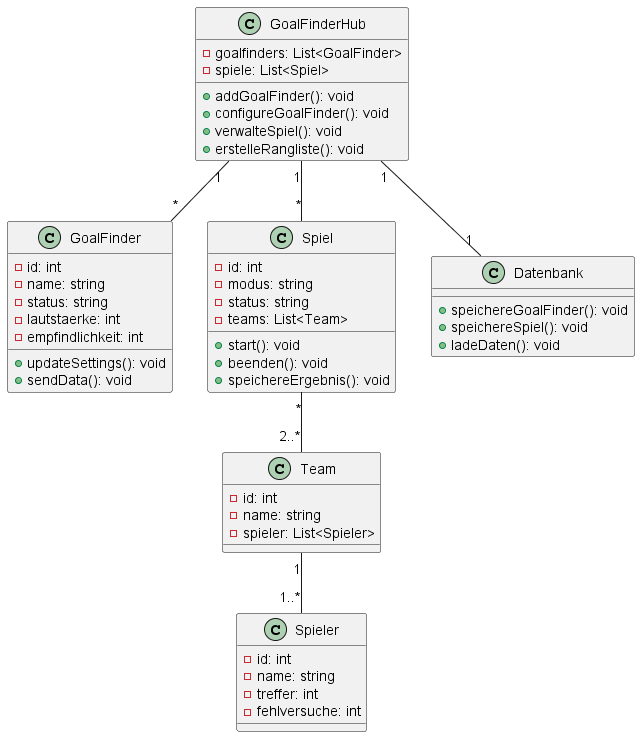 C GoalFinderHub
goalfinders: List<GoalFinder>
spiele: List<Spiel>
addGoalFinder(): void
configureGoalFinder(): void
verwalteSpiel(): void
erstelleRangliste(): void
1
1
1
*
*
1
C GoalFinder
id: int
name: string
status: string
lautstaerke: int
empfindlichkeit: int
updateSettings(): void
sendData(): void
C Spiel
id: int
modus: string
status: string
teams: List<Team>
start(): void
beenden(): void
speichereErgebnis(): void
C Datenbank
speichereGoalFinder(): void
speichereSpiel(): void
ladeDaten(): void
*
2..*
C Team
id: int
name: string
spieler: List<Spieler>
1
1..*
C Spieler
id: int
name: string
treffer: int
fehlversuche: int